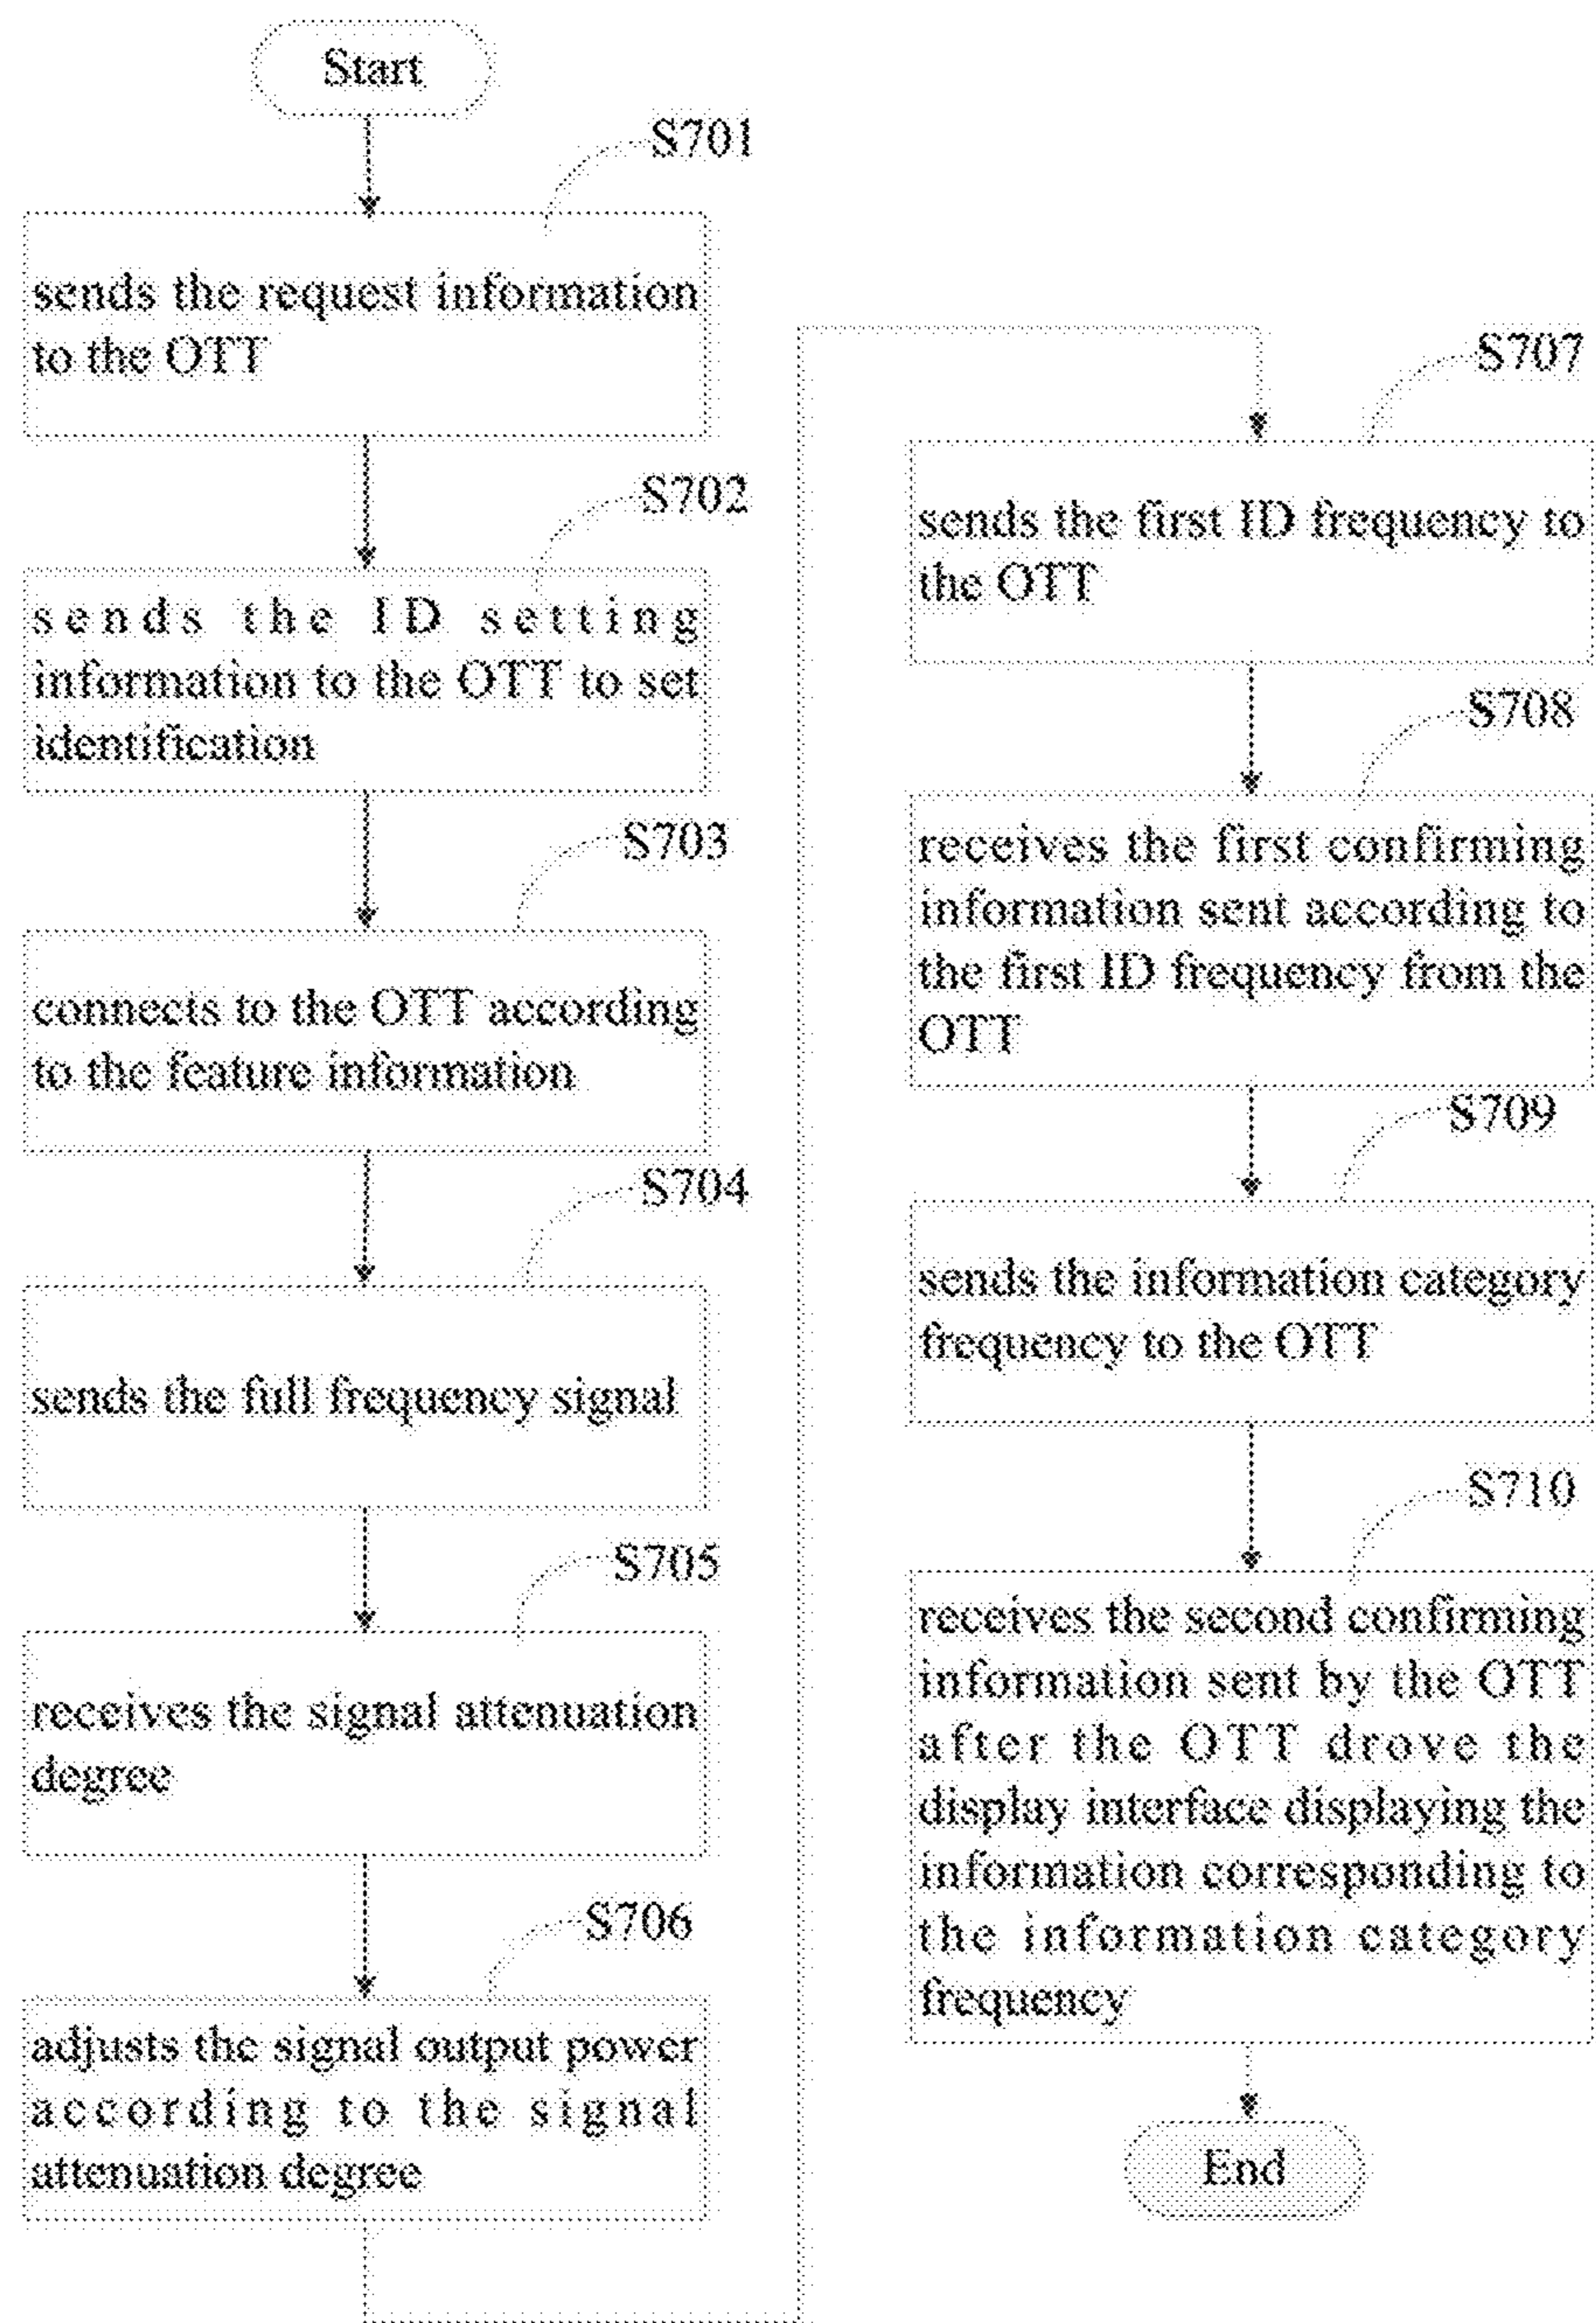 Start
S701
sends the request information
to the OTT
S702
sends the ID setting
information to the OTT to set
identification
S703
connects to the OTT according
to the feature information
S704
sends the full frequency signal
S705
receives the signal attenuation
degree
S706
adjusts the signal output power
according to the signal
attenuation degree
S707
sends the first ID frequency to
the OTT
S708
receives the first confirming
information sent according to
the first ID frequency from the
OTT
S709
sends the information category
frequency to the OTT
S710
receives the second confirming
information sent by the OTT
after the OTT drove the
display interface displaying the
information corresponding to
the information category
frequency
End